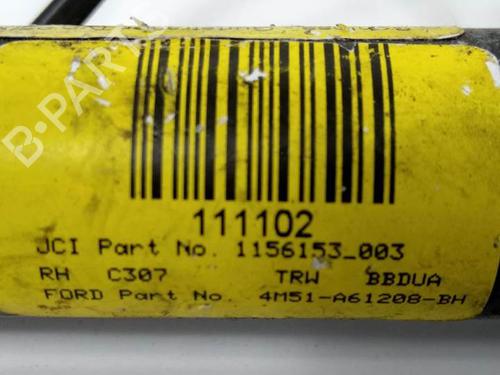 B-PARTS
111102
JCI Part No. 1156153_003
RH C307 TRW BBDUA
FORD Part No. 4M51-A61208-BH